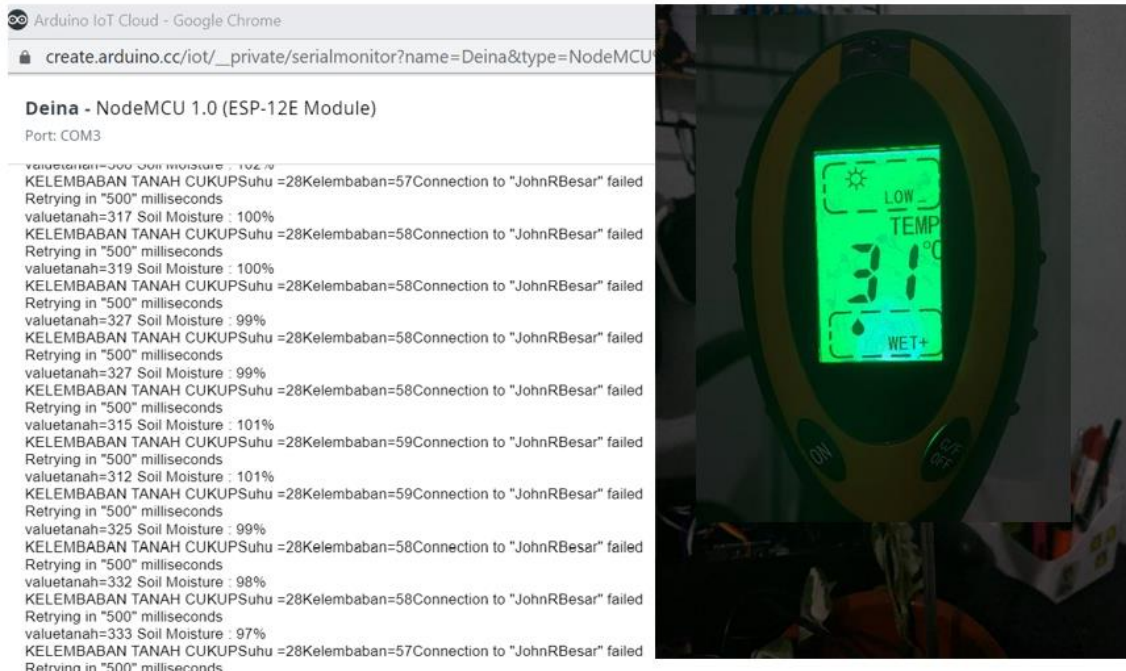 Arduino IoT Cloud - Google Chrome
create.arduino.cc/iot/__private/serialmonitor?name=Deina&type=NodeMCU
Deina - NodeMCU 1.0 (ESP-12E Module)
Port: COM3
Soil Moisture : 102%
KELEMBABAN TANAH CUKUPSuhu =28Kelembaban=57Connection to "JohnRBesar" failed
Retrying in "500" milliseconds
valuetanah=317 Soil Moisture : 100%
KELEMBABAN TANAH CUKUPSuhu =28Kelembaban=58Connection to "JohnRBesar" failed
Retrying in "500" milliseconds
valuetanah=319 Soil Moisture : 100%
KELEMBABAN TANAH CUKUPSuhu =28Kelembaban=58Connection to "JohnRBesar" failed
Retrying in "500" milliseconds
valuetanah=327 Soil Moisture : 99%
KELEMBABAN TANAH CUKUPSuhu =28Kelembaban=58Connection to "JohnRBesar" failed
Retrying in "500" milliseconds
valuetanah=327 Soil Moisture : 99%
KELEMBABAN TANAH CUKUPSuhu =28Kelembaban=58Connection to "JohnRBesar" failed
Retrying in "500" milliseconds
valuetanah=315 Soil Moisture : 101%
KELEMBABAN TANAH CUKUPSuhu =28Kelembaban=59Connection to "JohnRBesar" failed
Retrying in "500" milliseconds
valuetanah=312 Soil Moisture : 101%
KELEMBABAN TANAH CUKUPSuhu =28Kelembaban=59Connection to "JohnRBesar" failed
Retrying in "500" milliseconds
valuetanah=325 Soil Moisture : 99%
KELEMBABAN TANAH CUKUPSuhu =28Kelembaban=58Connection to "JohnRBesar" failed
Retrying in "500" milliseconds
valuetanah=332 Soil Moisture : 98%
KELEMBABAN TANAH CUKUPSuhu =28Kelembaban=58Connection to "JohnRBesar" failed
Retrying in "500" milliseconds
valuetanah=333 Soil Moisture : 97%
KELEMBABAN TANAH CUKUPSuhu =28Kelembaban=57Connection to "JohnRBesar" failed
Retrying in "500" milliseconds
LOW_
TEMP
31 °C
WET+
ON
C/F
OFF